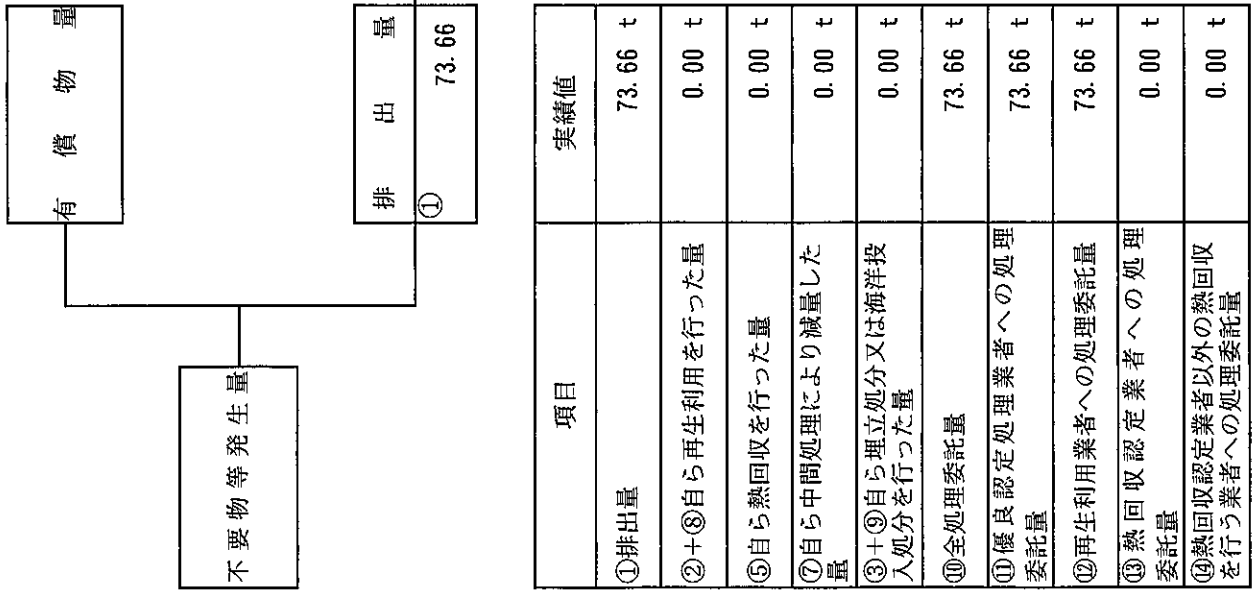 不要物等発生量
有償物量
排出量
① 73.66
項目 実績値
①排出量 73.66 t
②+⑧自ら再生利用を行った量 0.00 t
⑤自ら熱回収を行った量 0.00 t
⑦自ら中間処理により減量した
量 0.00 t
③+⑨自ら埋立処分又は海洋投
入処分を行った量 0.00 t
⑩全処理委託量 73.66 t
⑪優良認定処理業者への処理
委託量 73.66 t
⑫再生利用業者への処理委託量 73.66 t
⑬熱回収認定業者への処理
委託量 0.00 t
⑭熱回収認定業者以外の熱回収
を行う業者への処理委託量 0.00 t